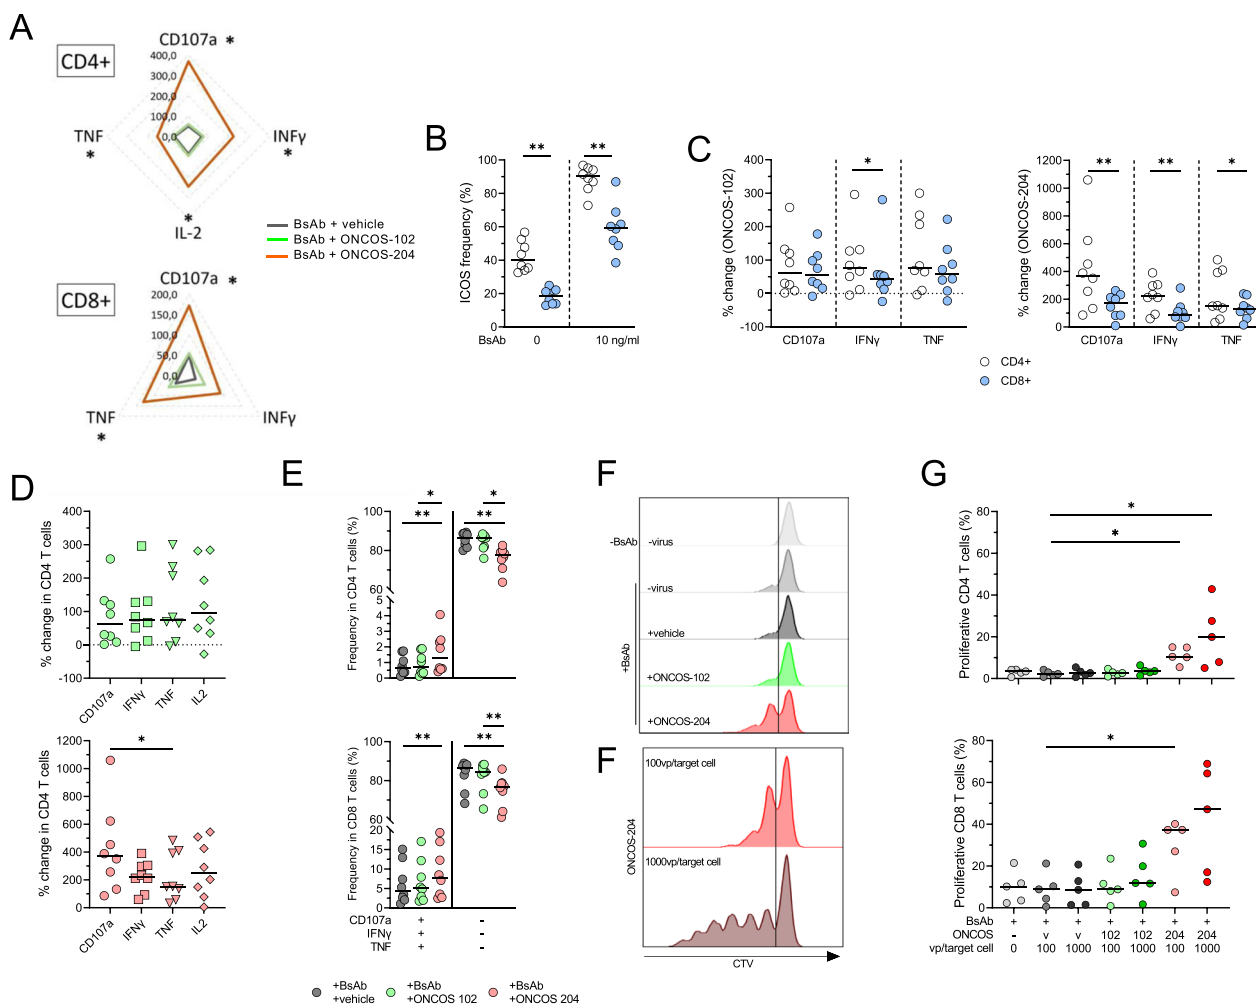 A
CD4+
CD107a *
400,0
300,0
200,0
100,0
0,0
TNF
*
INFγ
*
*
IL-2
BsAb + vehicle
BsAb + ONCOS-102
BsAb + ONCOS-204
CD8+
CD107a *
200,0
150,0
100,0
50,0
0,0
TNF
*
INFγ
B
** **
ICOS frequency (%)
100
80
60
40
20
0
BsAb 0 10 ng/ml
C
% change (ONCOS-102)
400
300
200
100
0
-100
*
CD107a IFNγ TNF
% change (ONCOS-204)
1200
1000
800
600
400
200
0
** ** *
CD107a IFNγ TNF
CD4+
CD8+
D
% change in CD4 T cells
400
300
200
100
0
-100
CD107a IFNγ TNF IL2
% change in CD4 T cells
1200
1000
800
600
400
200
0
*
CD107a IFNγ TNF IL2
E
* *
** **
Frequency in CD4 T cells (%)
100
80
60
5
4
3
2
1
0
**
** **
Frequency in CD8 T cells (%)
100
80
60
20
15
10
5
0
CD107a + -
IFNγ + -
TNF + -
+BsAb +BsAb +BsAb
+vehicle +ONCOS 102 +ONCOS 204
F
-BsAb
+BsAb
-virus
-virus
+vehicle
+ONCOS-102
+ONCOS-204
F
ONCOS-204
100vp/target cell
1000vp/target cell
CTV
G
Proliferative CD4 T cells (%)
80
60
40
20
0
*
*
Proliferative CD8 T cells (%)
80
60
40
20
0
*
BsAb + + + + + + +
ONCOS - v v 102 102 204 204
vp/target cell 0 100 1000 100 1000 100 1000